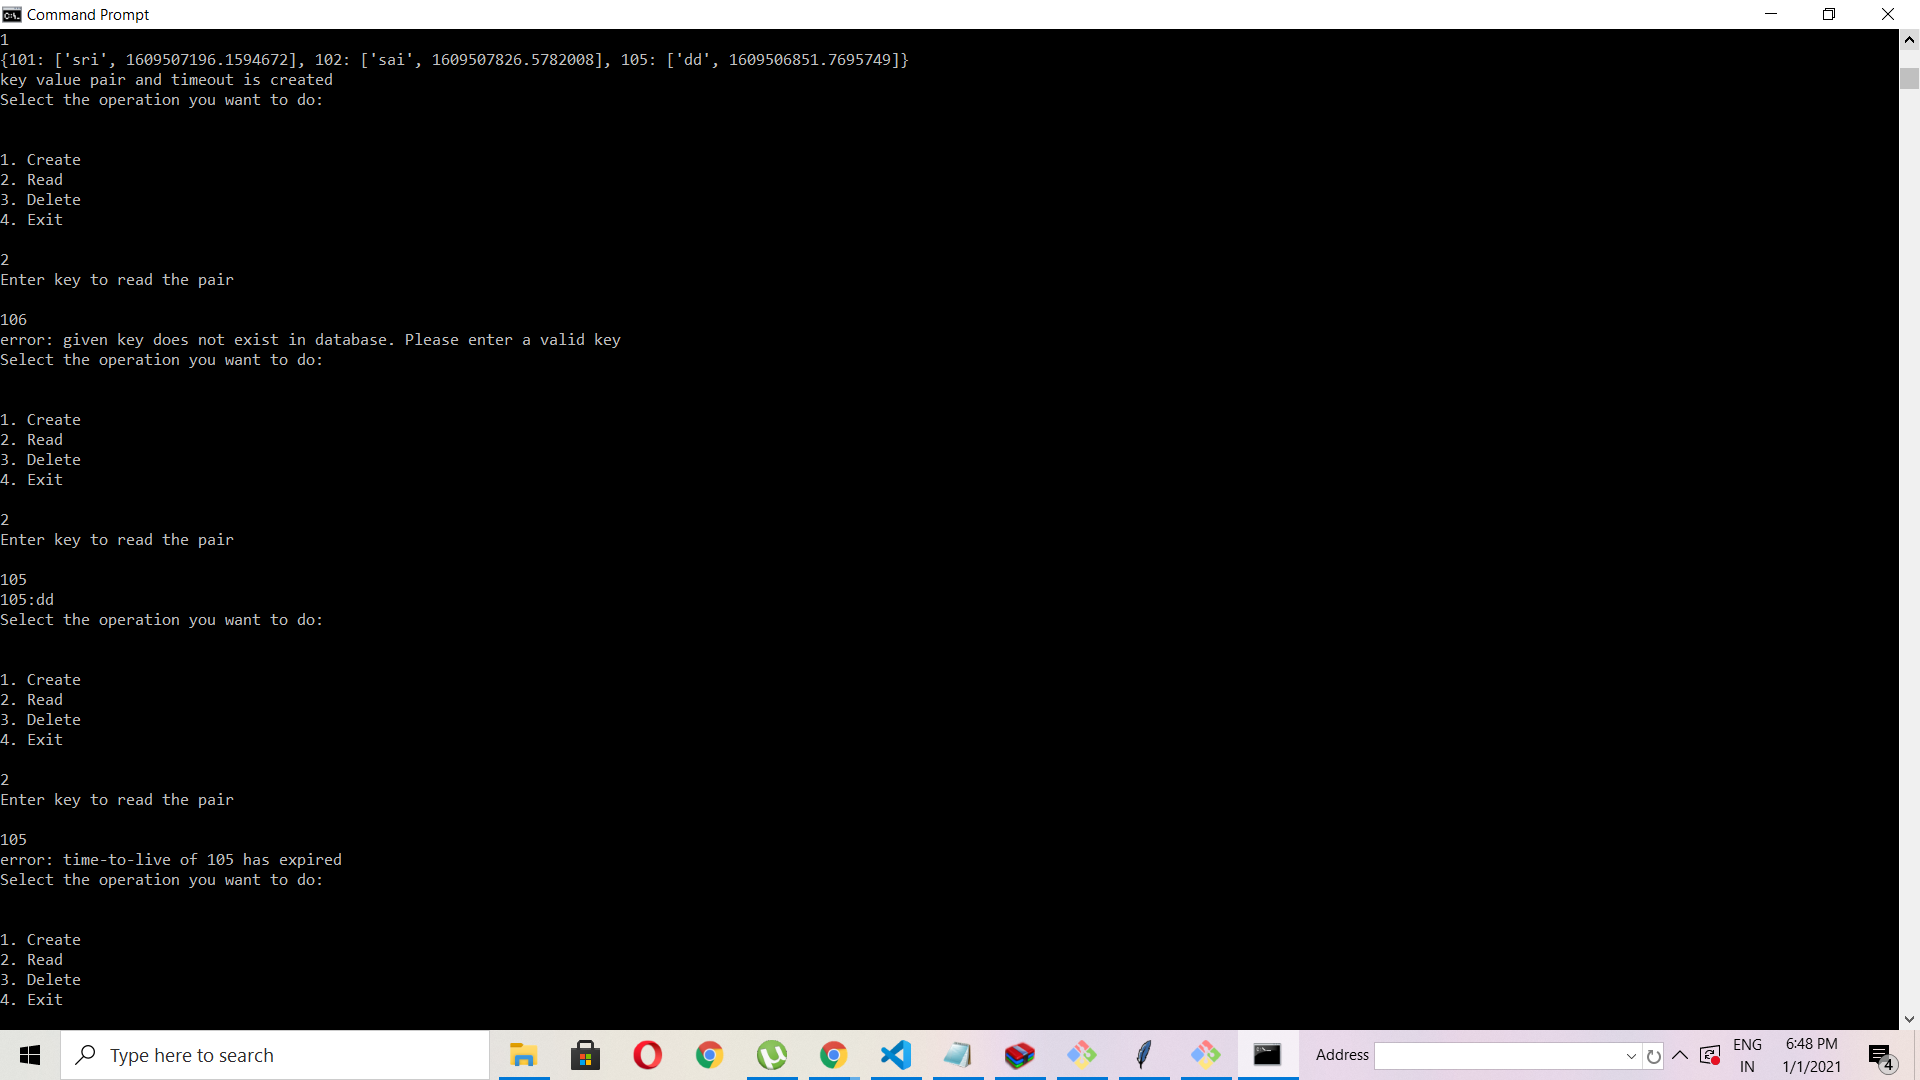 Command Prompt
1
{101: ['sri', 1609507196.1594672], 102: ['sai', 1609507826.5782008], 105: ['dd', 1609506851.7695749]}
key value pair and timeout is created
Select the operation you want to do:
1. Create
2. Read
3. Delete
4. Exit
2
Enter key to read the pair
106
error: given key does not exist in database. Please enter a valid key
Select the operation you want to do:
1. Create
2. Read
3. Delete
4. Exit
2
Enter key to read the pair
105
105:dd
Select the operation you want to do:
1. Create
2. Read
3. Delete
4. Exit
2
Enter key to read the pair
105
error: time-to-live of 105 has expired
Select the operation you want to do:
1. Create
2. Read
3. Delete
4. Exit
Type here to search
Address
ENG
IN
6:48 PM
1/1/2021
4